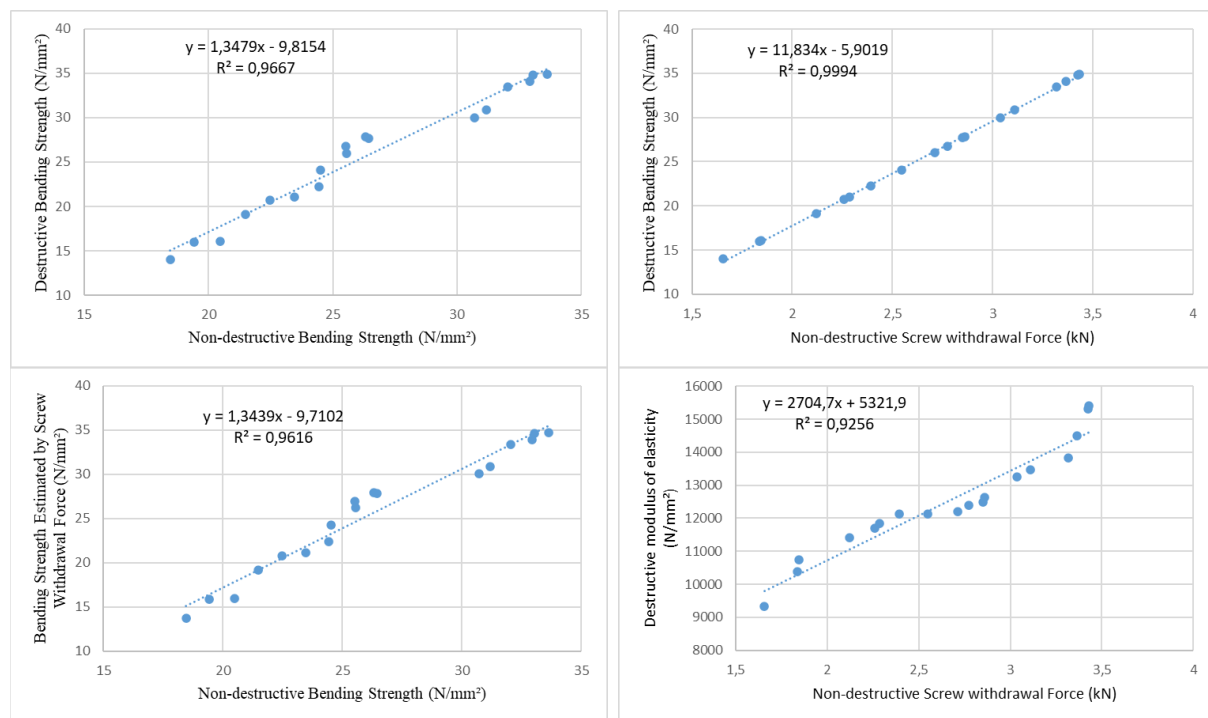 y = 1,3479x - 9,8154
R² = 0,9667
Destructive Bending Strength (N/mm²)
40
35
30
25
20
15
10
15
20
25
30
35
Non-destructive Bending Strength (N/mm²)
y = 11,834x - 5,9019
R² = 0,9994
Destructive Bending Strength (N/mm²)
40
35
30
25
20
15
10
1,5
2
2,5
3
3,5
4
Non-destructive Screw withdrawal Force (kN)
y = 1,3439x - 9,7102
R² = 0,9616
Bending Strength Estimated by Screw
Withdrawal Force (N/mm²)
40
35
30
25
20
15
10
15
20
25
30
35
Non-destructive Bending Strength (N/mm²)
y = 2704,7x + 5321,9
R² = 0,9256
Destructive modulus of elasticity
(N/mm²)
16000
15000
14000
13000
12000
11000
10000
9000
8000
1,5
2
2,5
3
3,5
4
Non-destructive Screw withdrawal Force (kN)